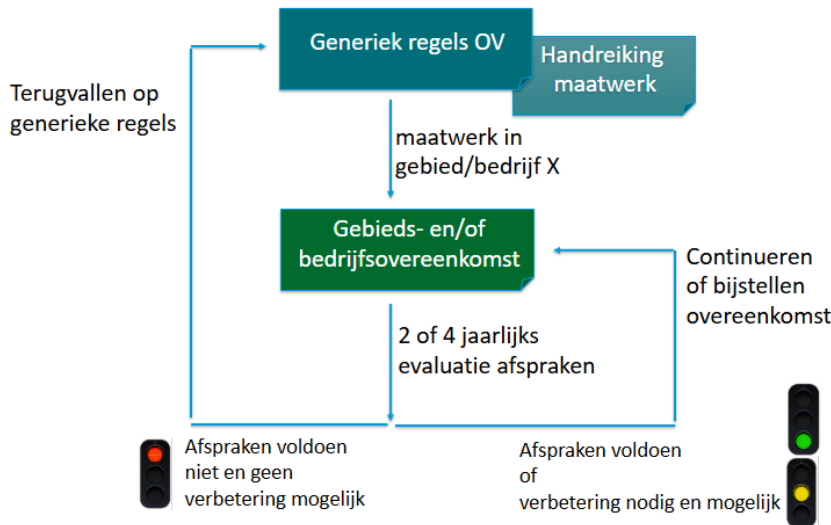 Generiek regels OV
Handreiking
maatwerk
Terugvallen op
generieke regels
maatwerk in
gebied/bedrijf X
Gebieds- en/of
bedrijfsovereenkomst
Continueren
of bijstellen
overeenkomst
2 of 4 jaarlijks
evaluatie afspraken
Afspraken voldoen
niet en geen
verbetering mogelijk
Afspraken voldoen
of
verbetering nodig en mogelijk